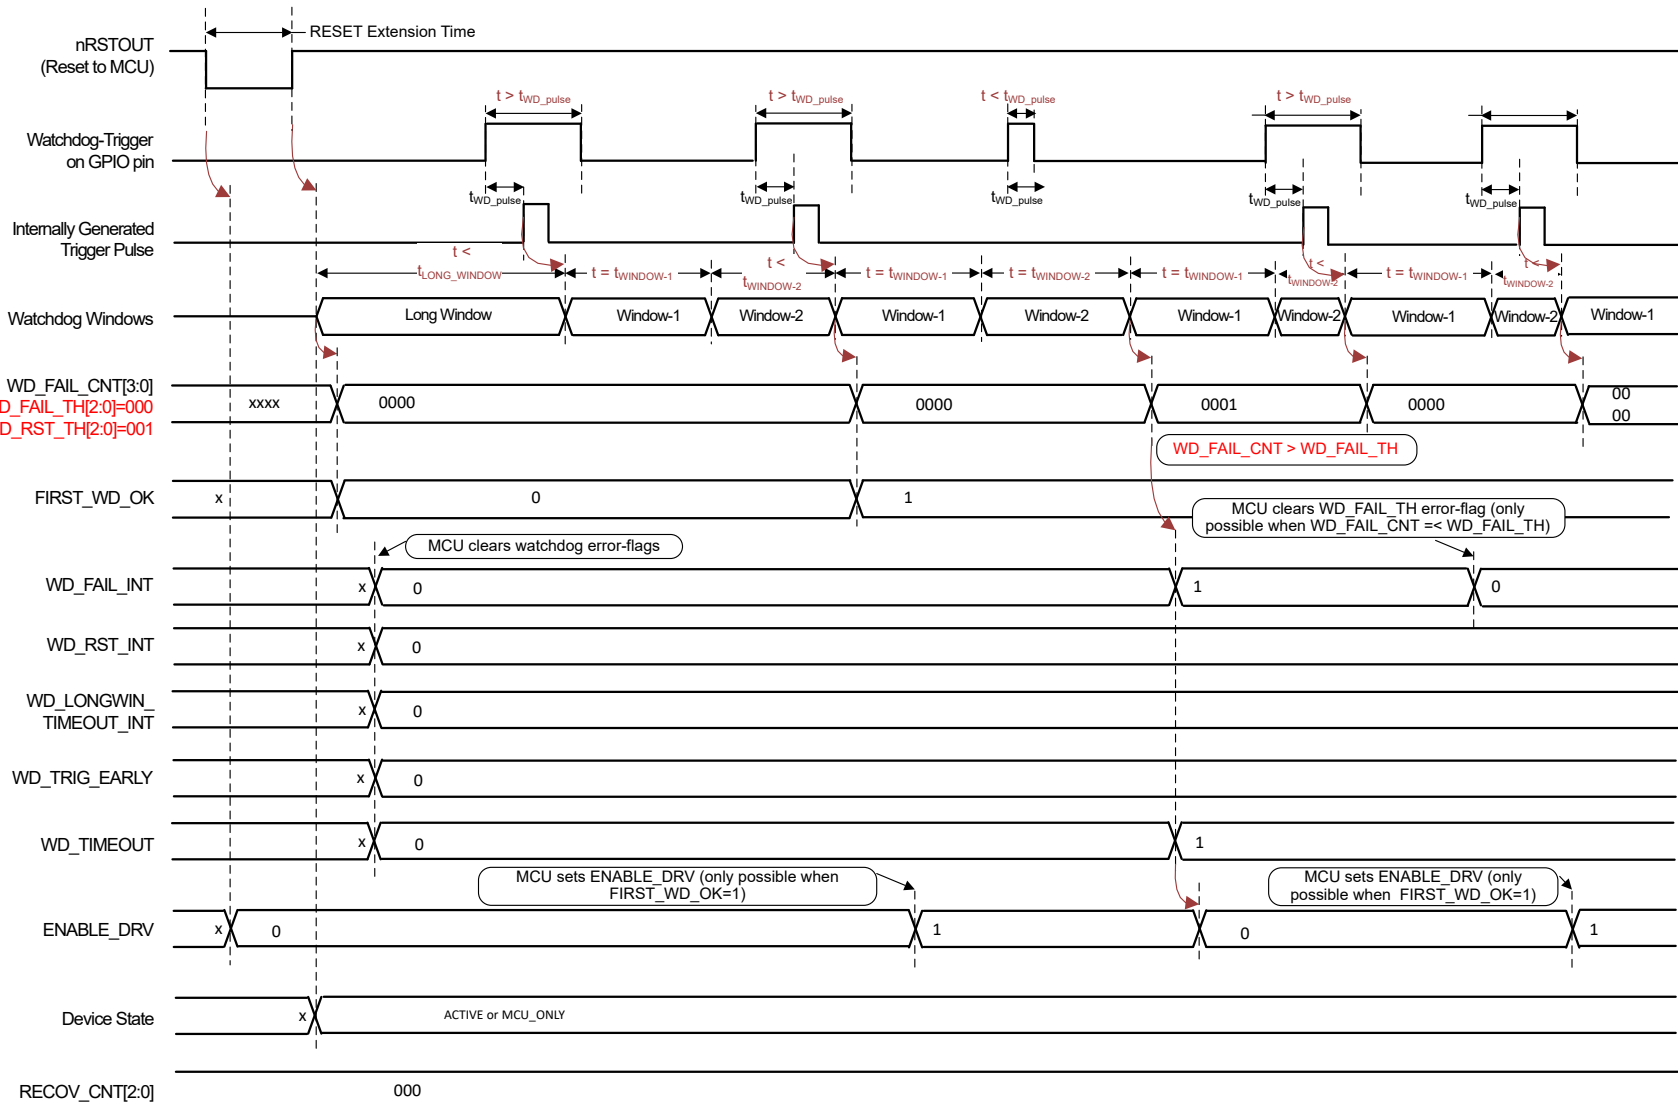 RESET Extension Time
nRSTOUT
(Reset to MCU)
t > tWD_pulse
t > tWD_pulse
t < tWD_pulse
t > tWD_pulse
Watchdog-Trigger
on GPIO pin
tWD_pulse
tWD_pulse
tWD_pulse
tWD_pulse
tWD_pulse
Internally Generated
Trigger Pulse
t <
tLONG_WINDOW
t = tWINDOW-1
t <
tWINDOW-2
t = tWINDOW-1
t = tWINDOW-2
t = tWINDOW-1
t <
tWINDOW-2
t = tWINDOW-1
t <
tWINDOW-2
Watchdog Windows
Long Window
Window-1
Window-2
Window-1
Window-2
Window-1
Window-2
Window-1
Window-2
Window-1
WD_FAIL_CNT[3:0]
D_FAIL_TH[2:0]=000
D_RST_TH[2:0]=001
xxxx
0000
0000
0001
0000
00
00
WD_FAIL_CNT > WD_FAIL_TH
FIRST_WD_OK
x
0
1
MCU clears WD_FAIL_TH error-flag (only
possible when WD_FAIL_CNT =< WD_FAIL_TH)
MCU clears watchdog error-flags
WD_FAIL_INT
x
0
1
0
WD_RST_INT
x
0
WD_LONGWIN_
TIMEOUT_INT
x
0
WD_TRIG_EARLY
x
0
WD_TIMEOUT
x
0
1
MCU sets ENABLE_DRV (only possible when
FIRST_WD_OK=1)
MCU sets ENABLE_DRV (only
possible when FIRST_WD_OK=1)
ENABLE_DRV
x
0
1
0
1
Device State
x
ACTIVE or MCU_ONLY
RECOV_CNT[2:0]
000